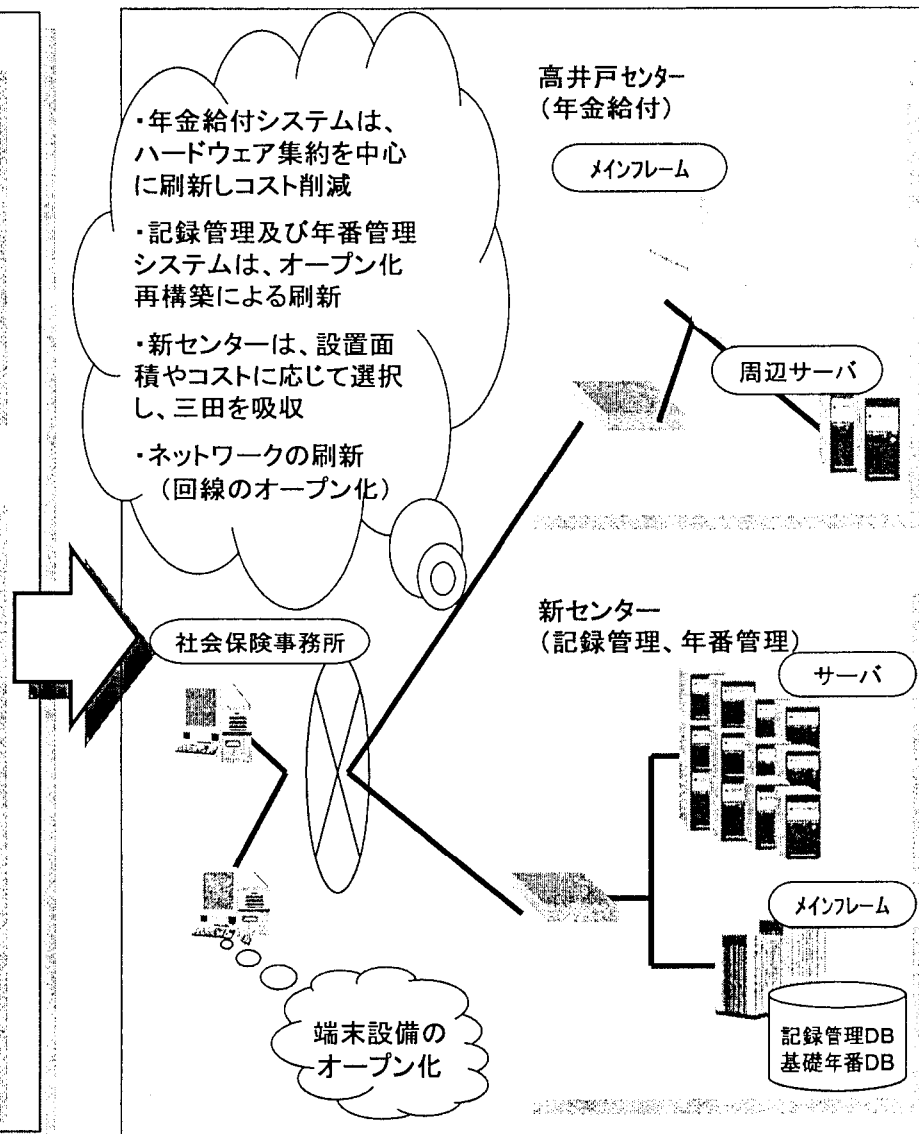 ・年金給付システムは、
ハードウェア集約を中心
に刷新しコスト削減
・記録管理及び年番管理
システムは、オープン化
再構築による刷新
・新センターは、設置面
積やコストに応じて選択
し、三田を吸収
・ネットワークの刷新
（回線のオープン化）
高井戸センター
（年金給付）
メインフレーム
周辺サーバ
社会保険事務所
新センター
（記録管理、年番管理）
サーバ
メインフレーム
記録管理DB
基礎年番DB
端末設備の
オープン化